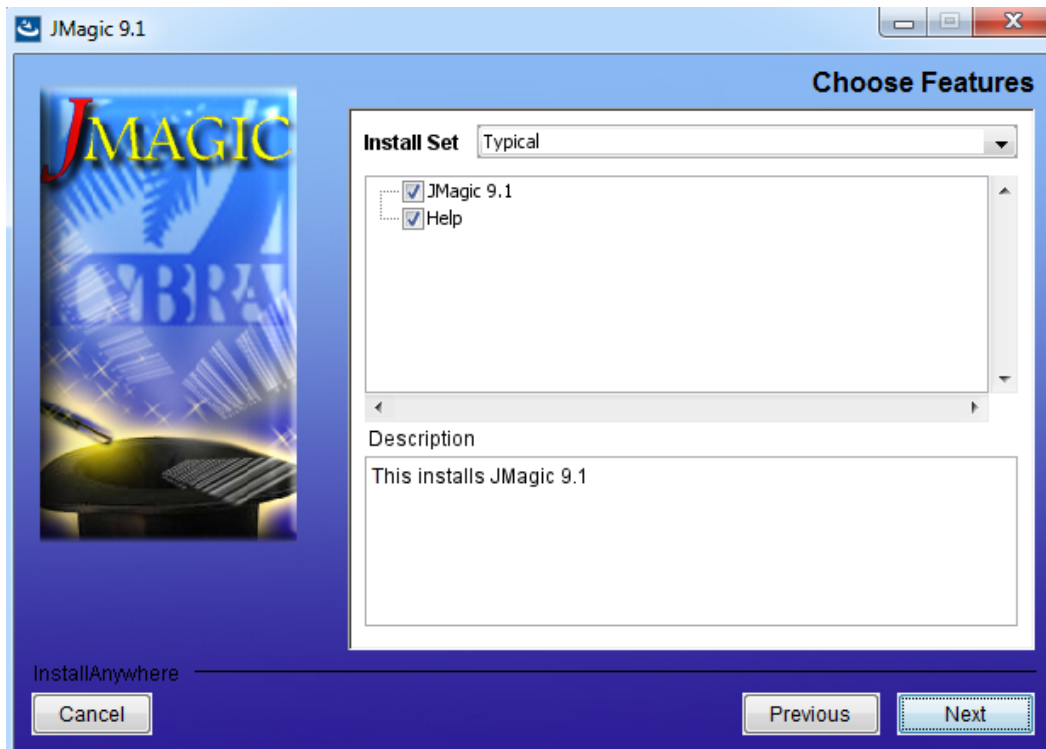 JMagic 9.1
Choose Features
JMAGIC
CYBRA
Install Set Typical
JMagic 9.1
Help
Description
This installs JMagic 9.1
InstallAnywhere
Cancel Previous Next